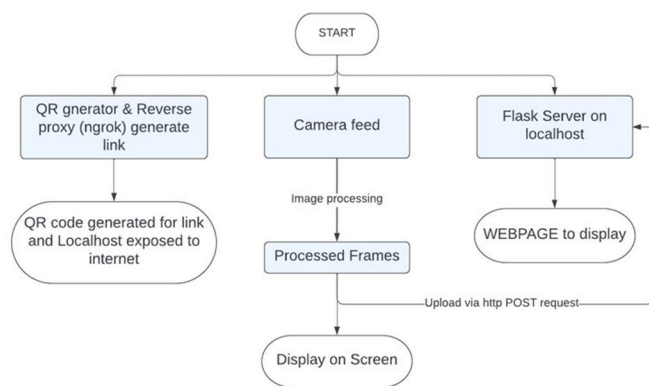 START
QR gnerator & Reverse
proxy (ngrok) generate
link
Camera feed
Flask Server on
localhost
Image processing
QR code generated for link
and Localhost exposed to
internet
WEBPAGE to display
Processed Frames
Upload via http POST request
Display on Screen